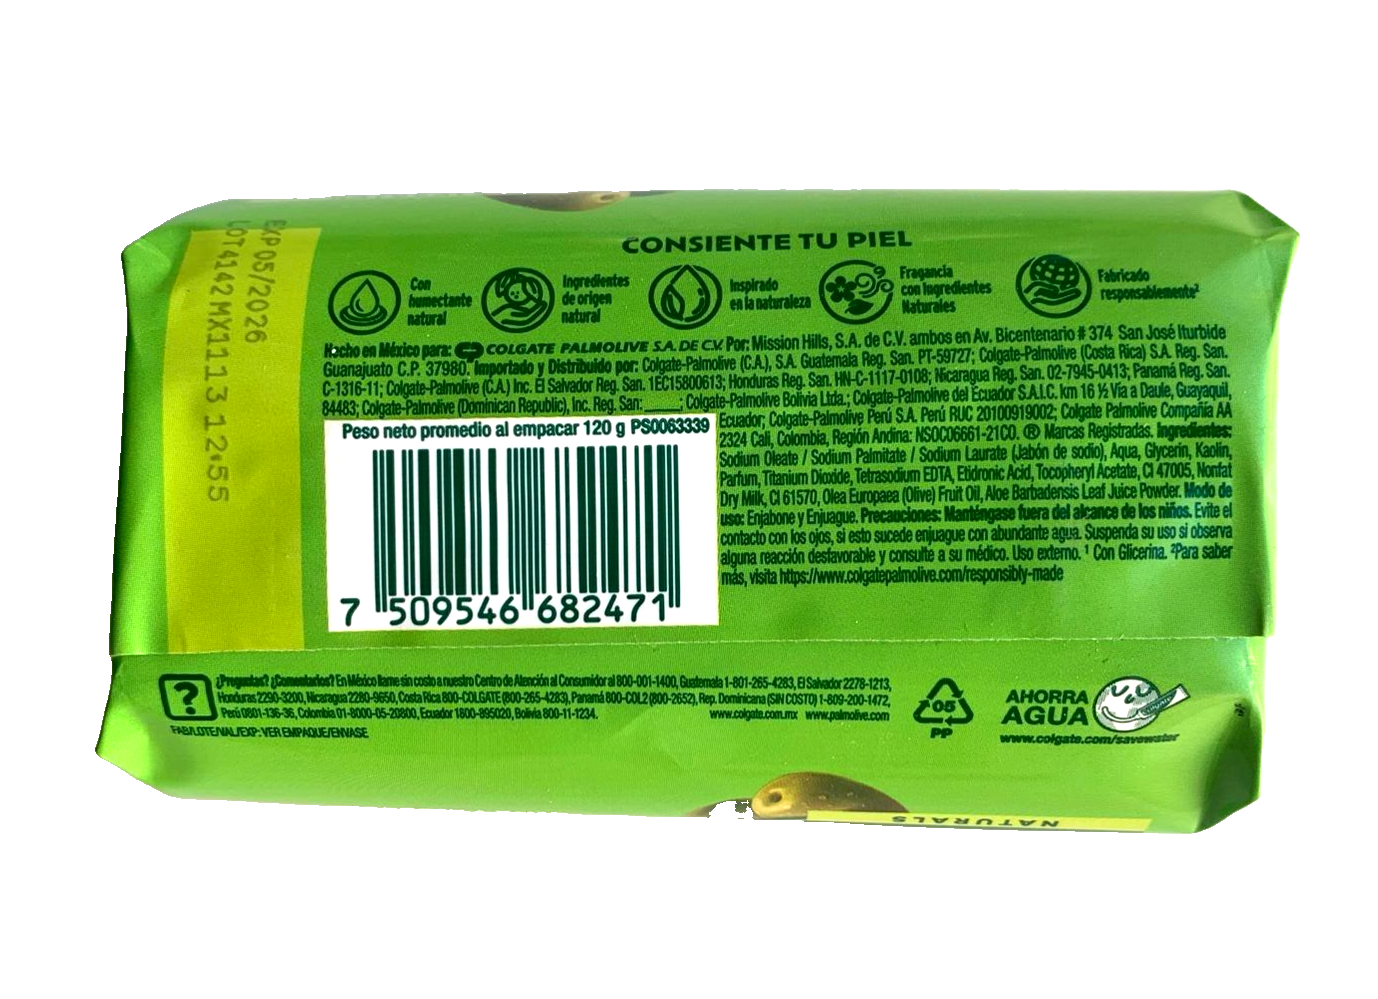 CONSIENTE TU PIEL
Con
humectante
natural
Ingredientes
de origen
natural
Inspirado
en la naturaleza
Fragancia
con Ingredientes
Naturales
Fabricado
responsablemente²
EXP 05/2026
LOT4142MX1113 12:55
Hecho en México para: COLGATE PALMOLIVE S.A. DE C.V. Por: Mission Hills, S.A. de C.V. ambos en Av. Bicentenario # 374 San José Iturbide
Guanajuato C.P. 37980. Importado y Distribuido por: Colgate-Palmolive (C.A.), S.A. Guatemala Reg. San. PT-59727; Colgate-Palmolive (Costa Rica) S.A. Reg. San.
C-1316-11; Colgate-Palmolive (C.A.) Inc. El Salvador Reg. San. 1EC15800613; Honduras Reg. San. HN-C-1117-0108; Nicaragua Reg. San. 02-7945-0413; Panamá Reg. San.
84483; Colgate-Palmolive (Dominican Republic), Inc. Reg. San: _____; Colgate-Palmolive Bolivia Ltda.; Colgate-Palmolive del Ecuador S.A.I.C. km 16 ½ Vía a Daule, Guayaquil,
Ecuador; Colgate-Palmolive Perú S.A. Perú RUC 20100919002; Colgate Palmolive Compañía AA
2324 Cali, Colombia, Región Andina: NSOC06661-21CO. ® Marcas Registradas. Ingredientes:
Sodium Oleate / Sodium Palmitate / Sodium Laurate (Jabón de sodio), Aqua, Glycerin, Kaolin,
Parfum, Titanium Dioxide, Tetrasodium EDTA, Etidronic Acid, Tocopheryl Acetate, CI 47005, Nonfat
Dry Milk, CI 61570, Olea Europaea (Olive) Fruit Oil, Aloe Barbadensis Leaf Juice Powder. Modo de
uso: Enjabone y Enjuague. Precauciones: Manténgase fuera del alcance de los niños. Evite el
contacto con los ojos, si esto sucede enjuague con abundante agua. Suspenda su uso si observa
alguna reacción desfavorable y consulte a su médico. Uso externo. ¹ Con Glicerina. ²Para saber
más, visita https://www.colgatepalmolive.com/responsibly-made
Peso neto promedio al empacar 120 g PS0063339
7 509546 682471
¿Preguntas? ¿Comentarios? En México llame sin costo a nuestro Centro de Atención al Consumidor al 800-001-1400, Guatemala 1-801-265-4283, El Salvador 2278-1213,
Honduras 2290-3200, Nicaragua 2280-9650, Costa Rica 800-COLGATE (800-265-4283), Panamá 800-COL2 (800-2652), Rep. Dominicana (SIN COSTO) 1-809-200-1472,
Perú 0801-136-36, Colombia 01-8000-05-20800, Ecuador 1800-995020, Bolivia 800-11-1234. www.colgate.com.mx www.palmolive.com
FAB/LOTE/VAL/EXP: VER EMPAQUE/ENVASE
05
PP
AHORRA
AGUA
www.colgate.com/savewater
NATURALS